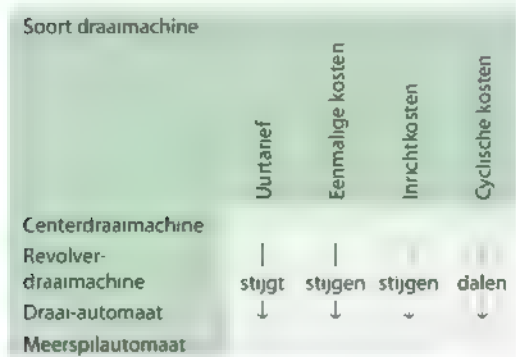 Soort draaimachine
Uurtarief
Eenmalige kosten
Inrichtkosten
Cyclische kosten
Centerdraaimachine
Revolver-
draaimachine stijgt stijgen stijgen dalen
Draai-automaat
Meerspilautomaat